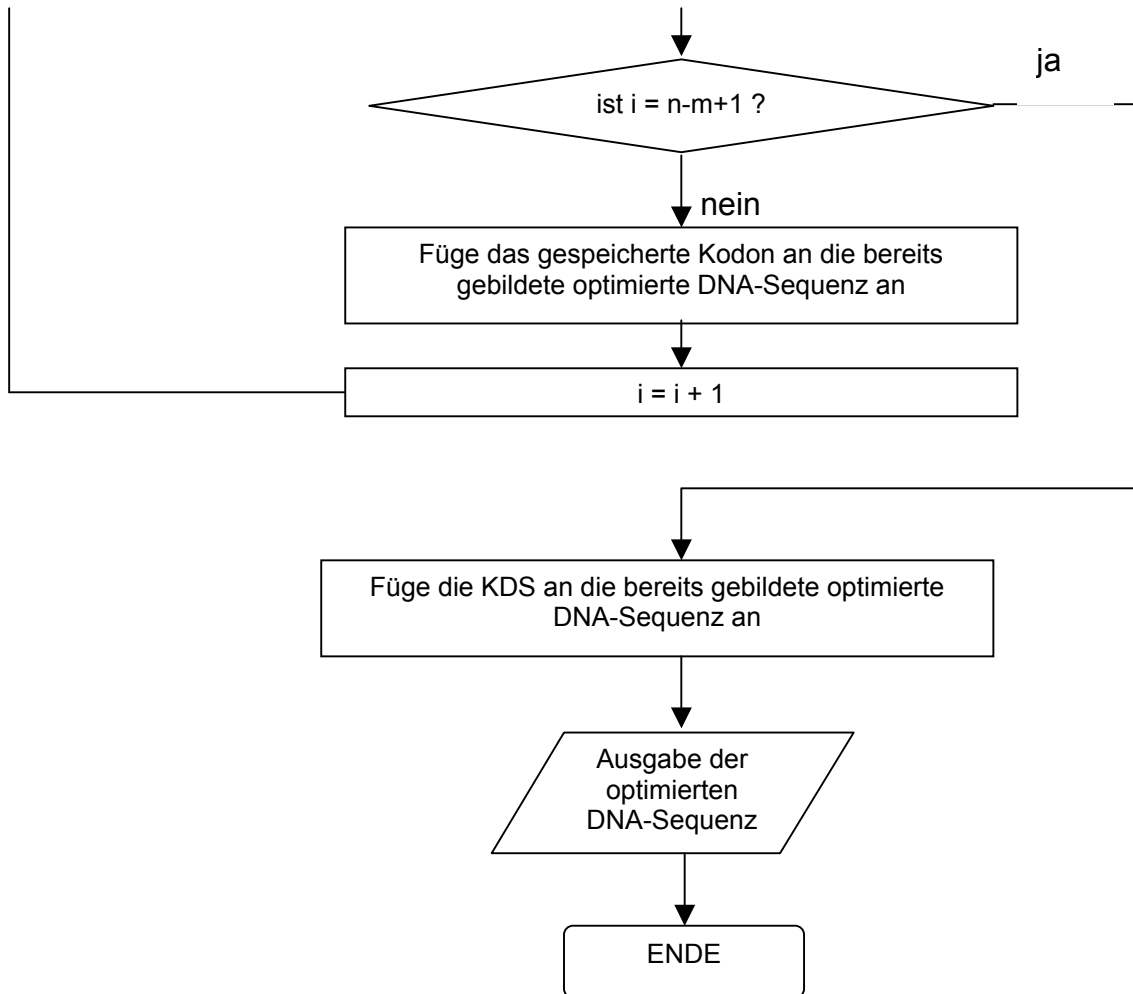 ja
ist i = n-m+1 ?
nein
Füge das gespeicherte Kodon an die bereits
gebildete optimierte DNA-Sequenz an
i = i + 1
Füge die KDS an die bereits gebildete optimierte
DNA-Sequenz an
Ausgabe der
optimierten
DNA-Sequenz
ENDE